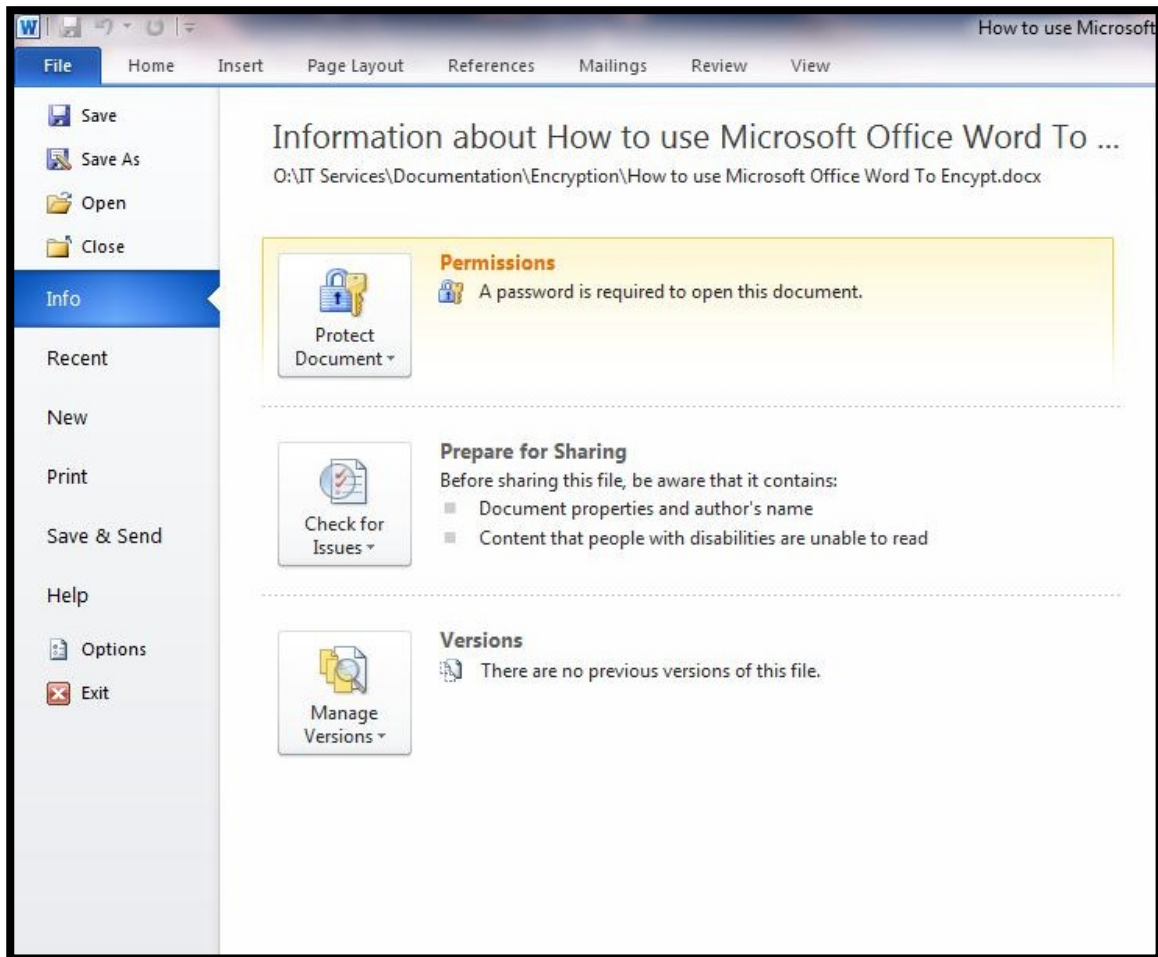 W
How to use Microsoft
File Home Insert Page Layout References Mailings Review View
Save
Save As
Open
Close
Info
Recent
New
Print
Save & Send
Help
Options
Exit
Information about How to use Microsoft Office Word To ...
O:\IT Services\Documentation\Encryption\How to use Microsoft Office Word To Encypt.docx
Protect
Document
Permissions
A password is required to open this document.
Check for
Issues
Prepare for Sharing
Before sharing this file, be aware that it contains:
Document properties and author's name
Content that people with disabilities are unable to read
Manage
Versions
Versions
There are no previous versions of this file.